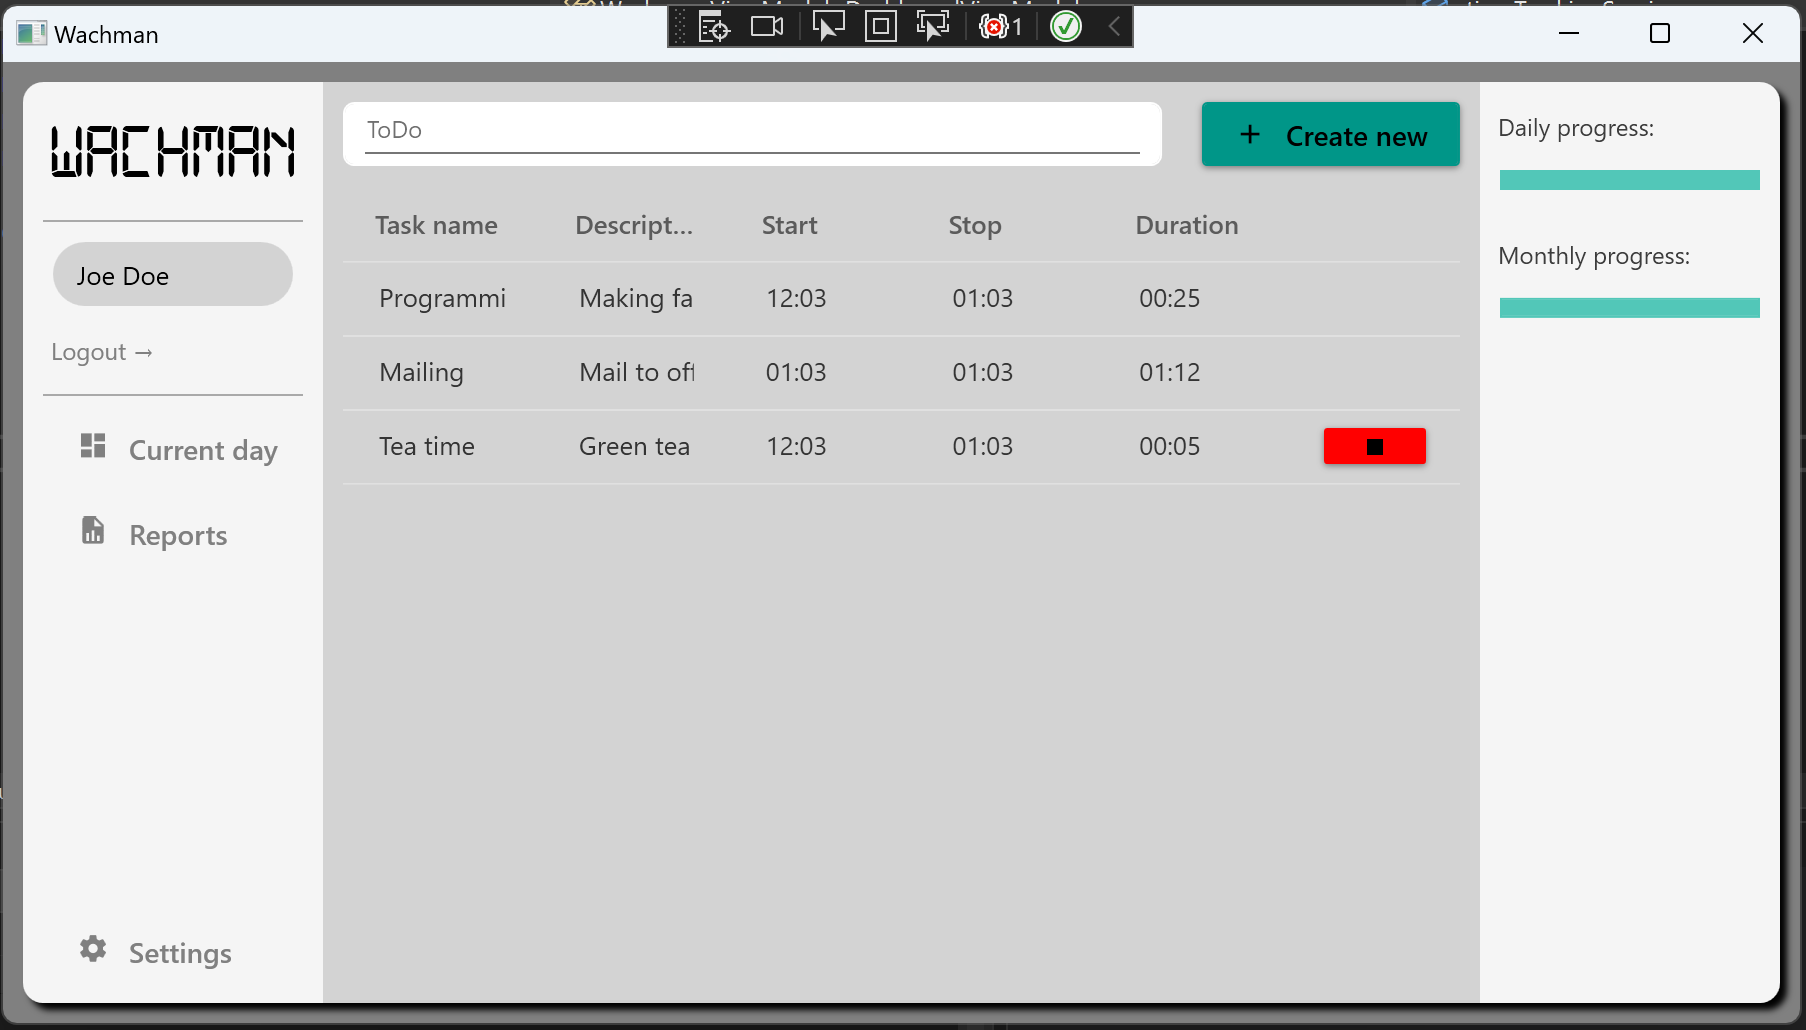 Wachman
1
WACHMAN
Joe Doe
Logout →
Current day
Reports
Settings
ToDo
+ Create new
Task name Descript... Start Stop Duration
Programmi Making fa 12:03 01:03 00:25
Mailing Mail to off 01:03 01:03 01:12
Tea time Green tea 12:03 01:03 00:05
Daily progress:
Monthly progress: